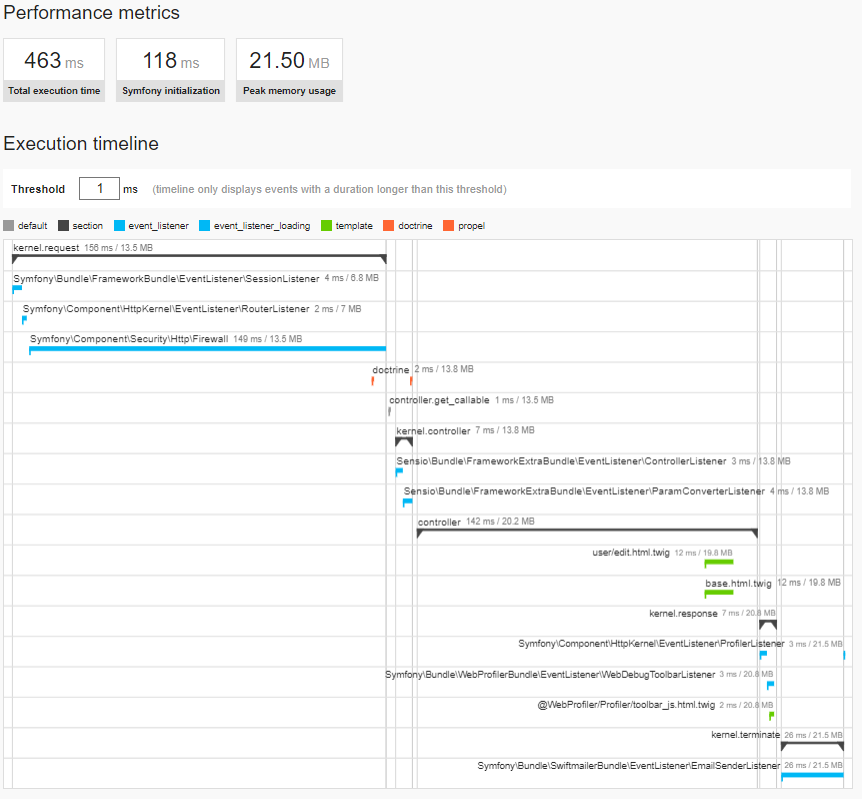 Performance metrics
463 ms
118 ms
21.50 MB
Total execution time
Symfony initialization
Peak memory usage
Execution timeline
Threshold 1 ms (timeline only displays events with a duration longer than this threshold)
default section event_listener event_listener_loading template doctrine propel
kernel.request 156 ms / 13.5 MB
Symfony\Bundle\FrameworkBundle\EventListener\SessionListener 4 ms / 6.8 MB
Symfony\Component\HttpKernel\EventListener\RouterListener 2 ms / 7 MB
Symfony\Component\Security\Http\Firewall 149 ms / 13.5 MB
doctrine 2 ms / 13.8 MB
controller.get_callable 1 ms / 13.5 MB
kernel.controller 7 ms / 13.8 MB
Sensio\Bundle\FrameworkExtraBundle\EventListener\ControllerListener 3 ms / 13.8 MB
Sensio\Bundle\FrameworkExtraBundle\EventListener\ParamConverterListener 4 ms / 13.8 MB
controller 142 ms / 20.2 MB
user/edit.html.twig 12 ms / 19.8 MB
base.html.twig 12 ms / 19.8 MB
kernel.response 7 ms / 20.8 MB
Symfony\Component\HttpKernel\EventListener\ProfilerListener 3 ms / 21.5 MB
Symfony\Bundle\WebProfilerBundle\EventListener\WebDebugToolbarListener 3 ms / 20.8 MB
@WebProfiler/Profiler/toolbar_js.html.twig 2 ms / 20.8 MB
kernel.terminate 26 ms / 21.5 MB
Symfony\Bundle\SwiftmailerBundle\EventListener\EmailSenderListener 26 ms / 21.5 MB